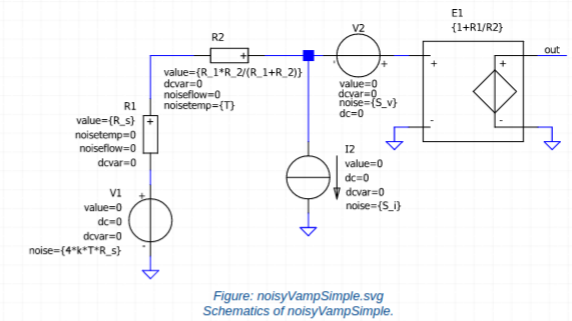 E1
{1+R1/R2}
R2
V2
out
value={R_1*R_2/(R_1+R_2)}
dcvar=0
noiseflow=0
noisetemp={T}
value=0
dcvar=0
noise={S_v}
dc=0
R1
value={R_s}
noisetemp=0
noiseflow=0
dcvar=0
I2
value=0
dc=0
dcvar=0
noise={S_i}
V1
value=0
dc=0
dcvar=0
noise={4*k*T*R_s}
Figure: noisyVampSimple.svg
Schematics of noisyVampSimple.